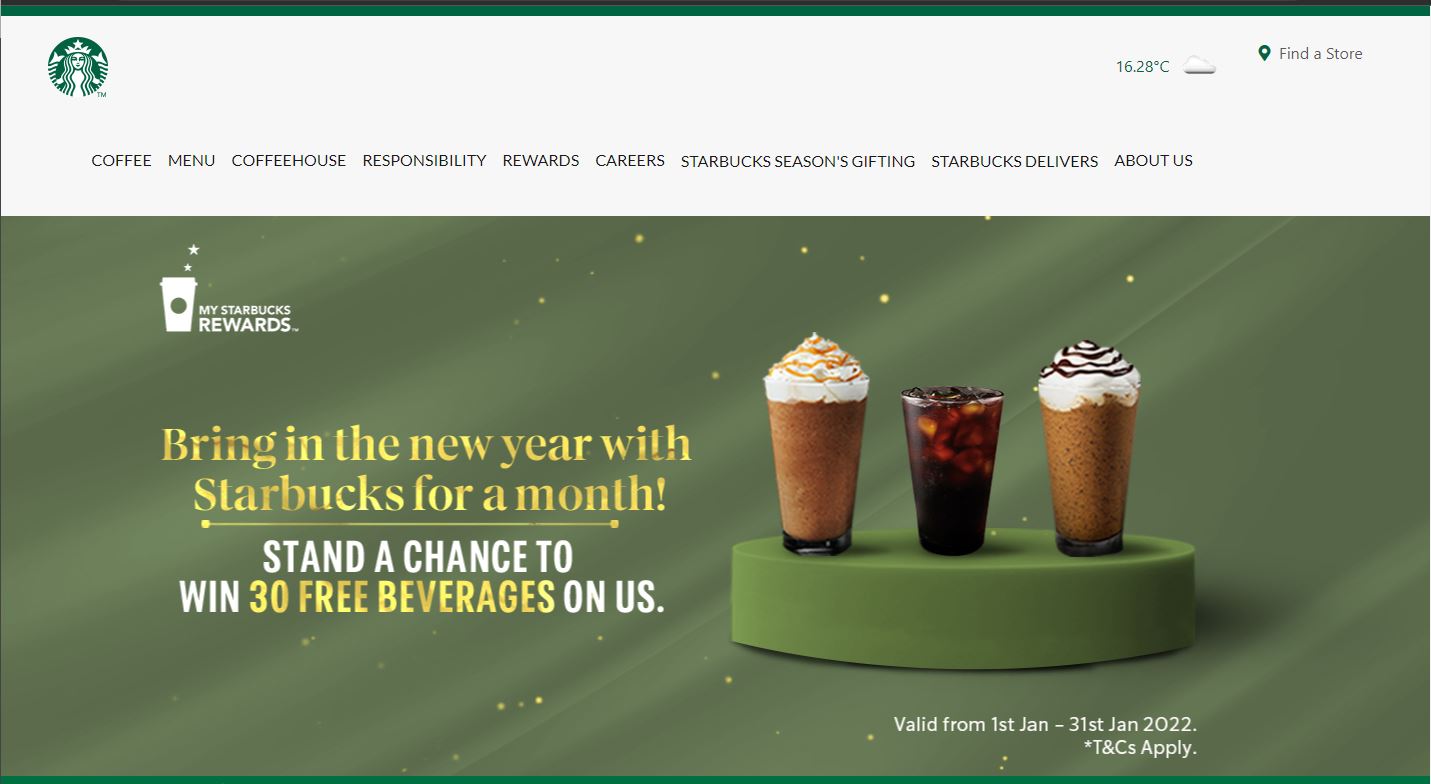 TM
16.28°C
Find a Store
COFFEE MENU COFFEEHOUSE RESPONSIBILITY REWARDS CAREERS STARBUCKS SEASON'S GIFTING STARBUCKS DELIVERS ABOUT US
MY STARBUCKS
REWARDS™
Bring in the new year with
Starbucks for a month!
STAND A CHANCE TO
WIN 30 FREE BEVERAGES ON US.
Valid from 1st Jan – 31st Jan 2022.
*T&Cs Apply.